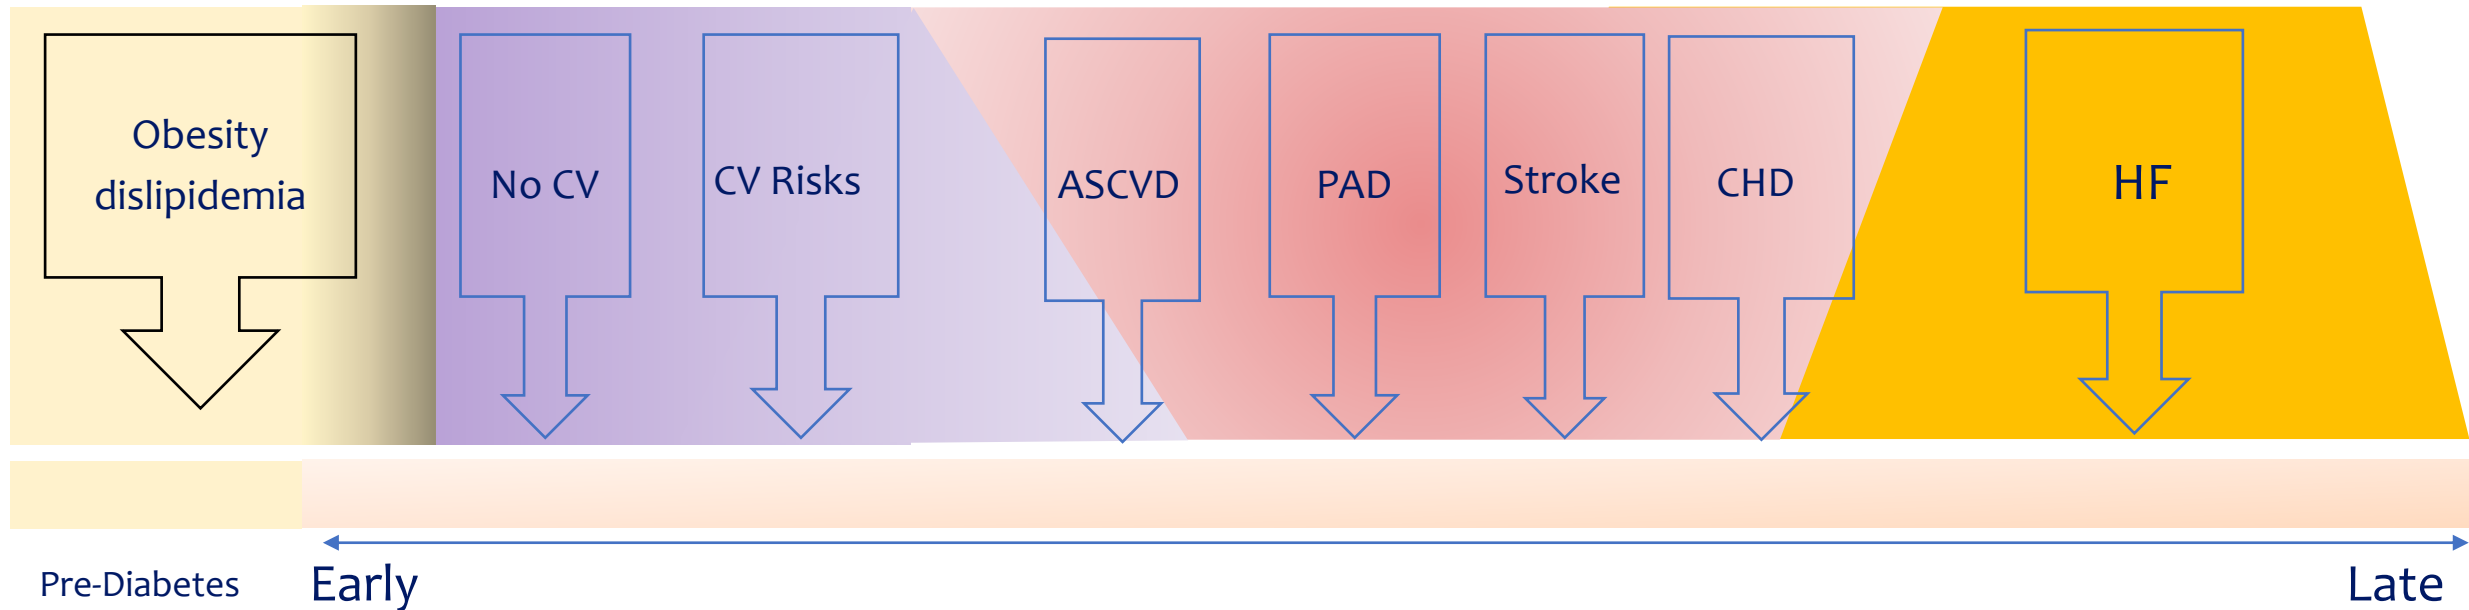 Obesity
dislipidemia
No CV
CV Risks
ASCVD
PAD
Stroke
CHD
HF
Pre-Diabetes
Early
Late